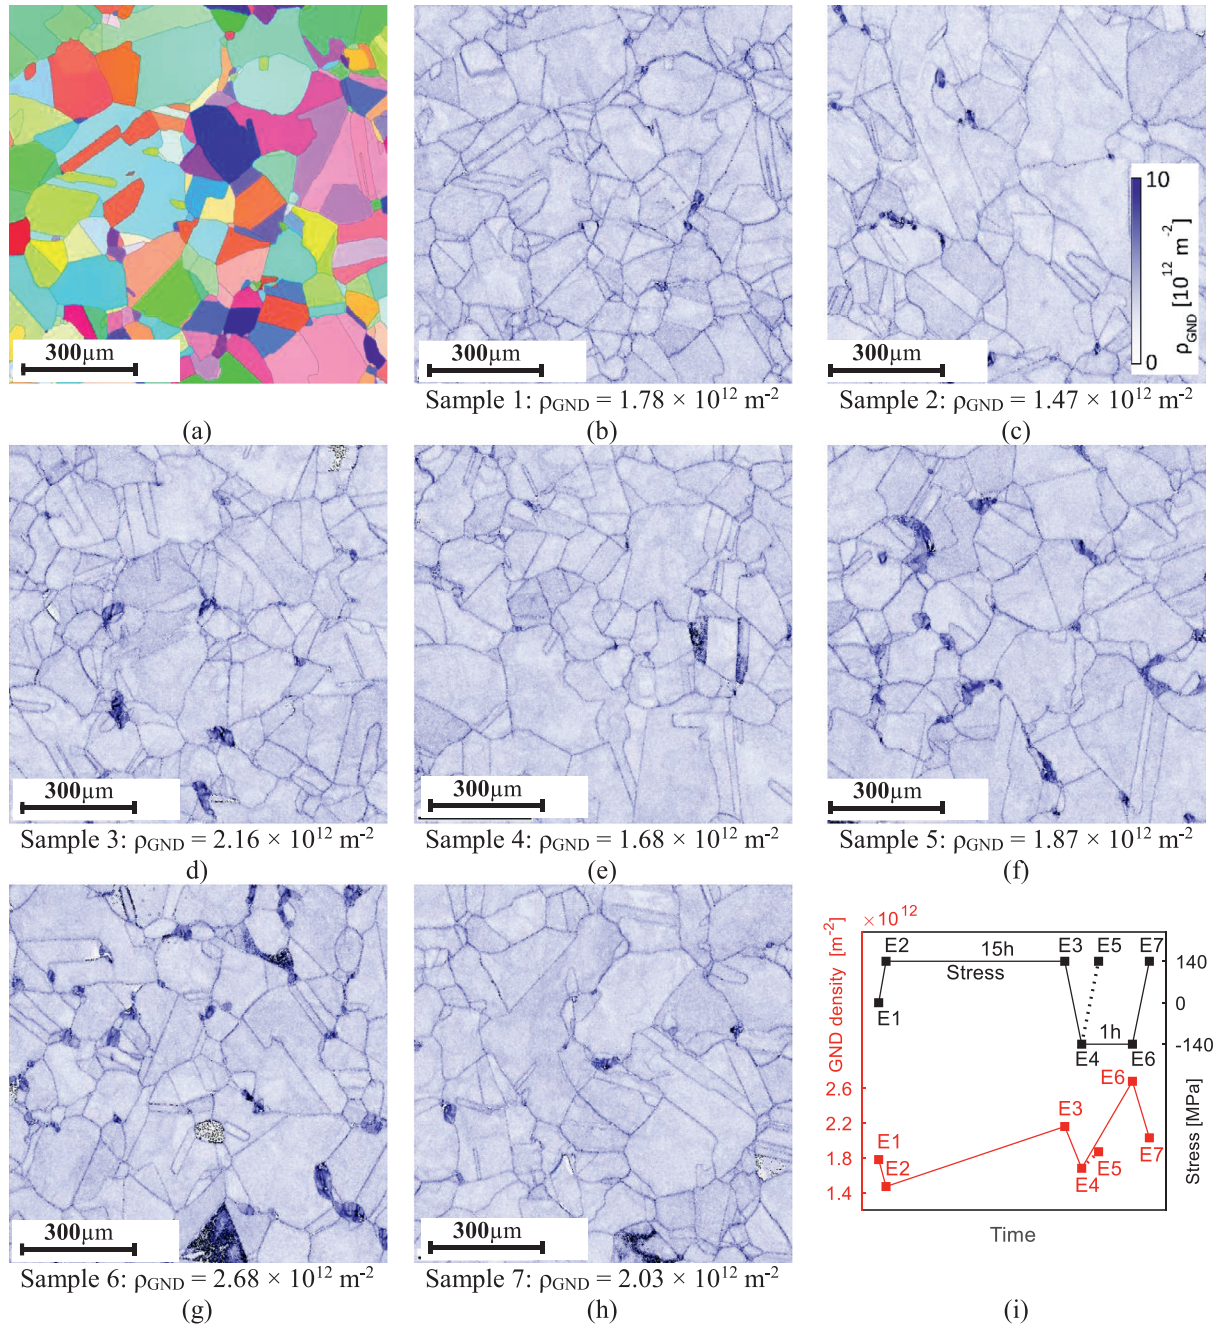 300μm
(a)
300μm
Sample 1: ρGND = 1.78 × 10¹² m⁻²
(b)
10
0
ρGND [10¹² m⁻²]
300μm
Sample 2: ρGND = 1.47 × 10¹² m⁻²
(c)
300μm
Sample 3: ρGND = 2.16 × 10¹² m⁻²
d)
300μm
Sample 4: ρGND = 1.68 × 10¹² m⁻²
(e)
300μm
Sample 5: ρGND = 1.87 × 10¹² m⁻²
(f)
300μm
Sample 6: ρGND = 2.68 × 10¹² m⁻²
(g)
300μm
Sample 7: ρGND = 2.03 × 10¹² m⁻²
(h)
×10¹²
GND density [m⁻²]
2.6
2.2
1.8
1.4
E2 15h E3 E5 E7
Stress
E1
1h
E4 E6
E6
E3
E1
E2
E5
E4
E7
140
0
-140
Stress [MPa]
Time
(i)